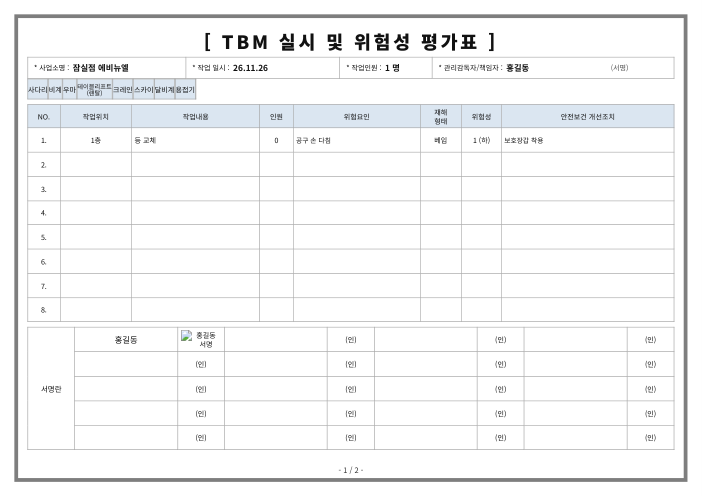 [ TBM 실시 및 위험성 평가표 ]
* 사업소명 : 잠실점 에비뉴엘 * 작업 일시 : 26.11.26 * 작업인원 : 1 명 * 관리감독자/책임자 : 홍길동 (서명)
사다리 비계 우마 테이블리프트 (렌탈) 크레인 스카이 달비계 용접기
NO. 작업위치 작업내용 인원 위험요인 재해 형태 위험성 안전보건 개선조치
1. 1층 등 교체 0 공구 손 다침 베임 1 (하) 보호장갑 착용
2.
3.
4.
5.
6.
7.
8.
서명란
홍길동 홍길동 서명 (인) (인) (인)
(인) (인) (인) (인)
(인) (인) (인) (인)
(인) (인) (인) (인)
(인) (인) (인) (인)
- 1 / 2 -